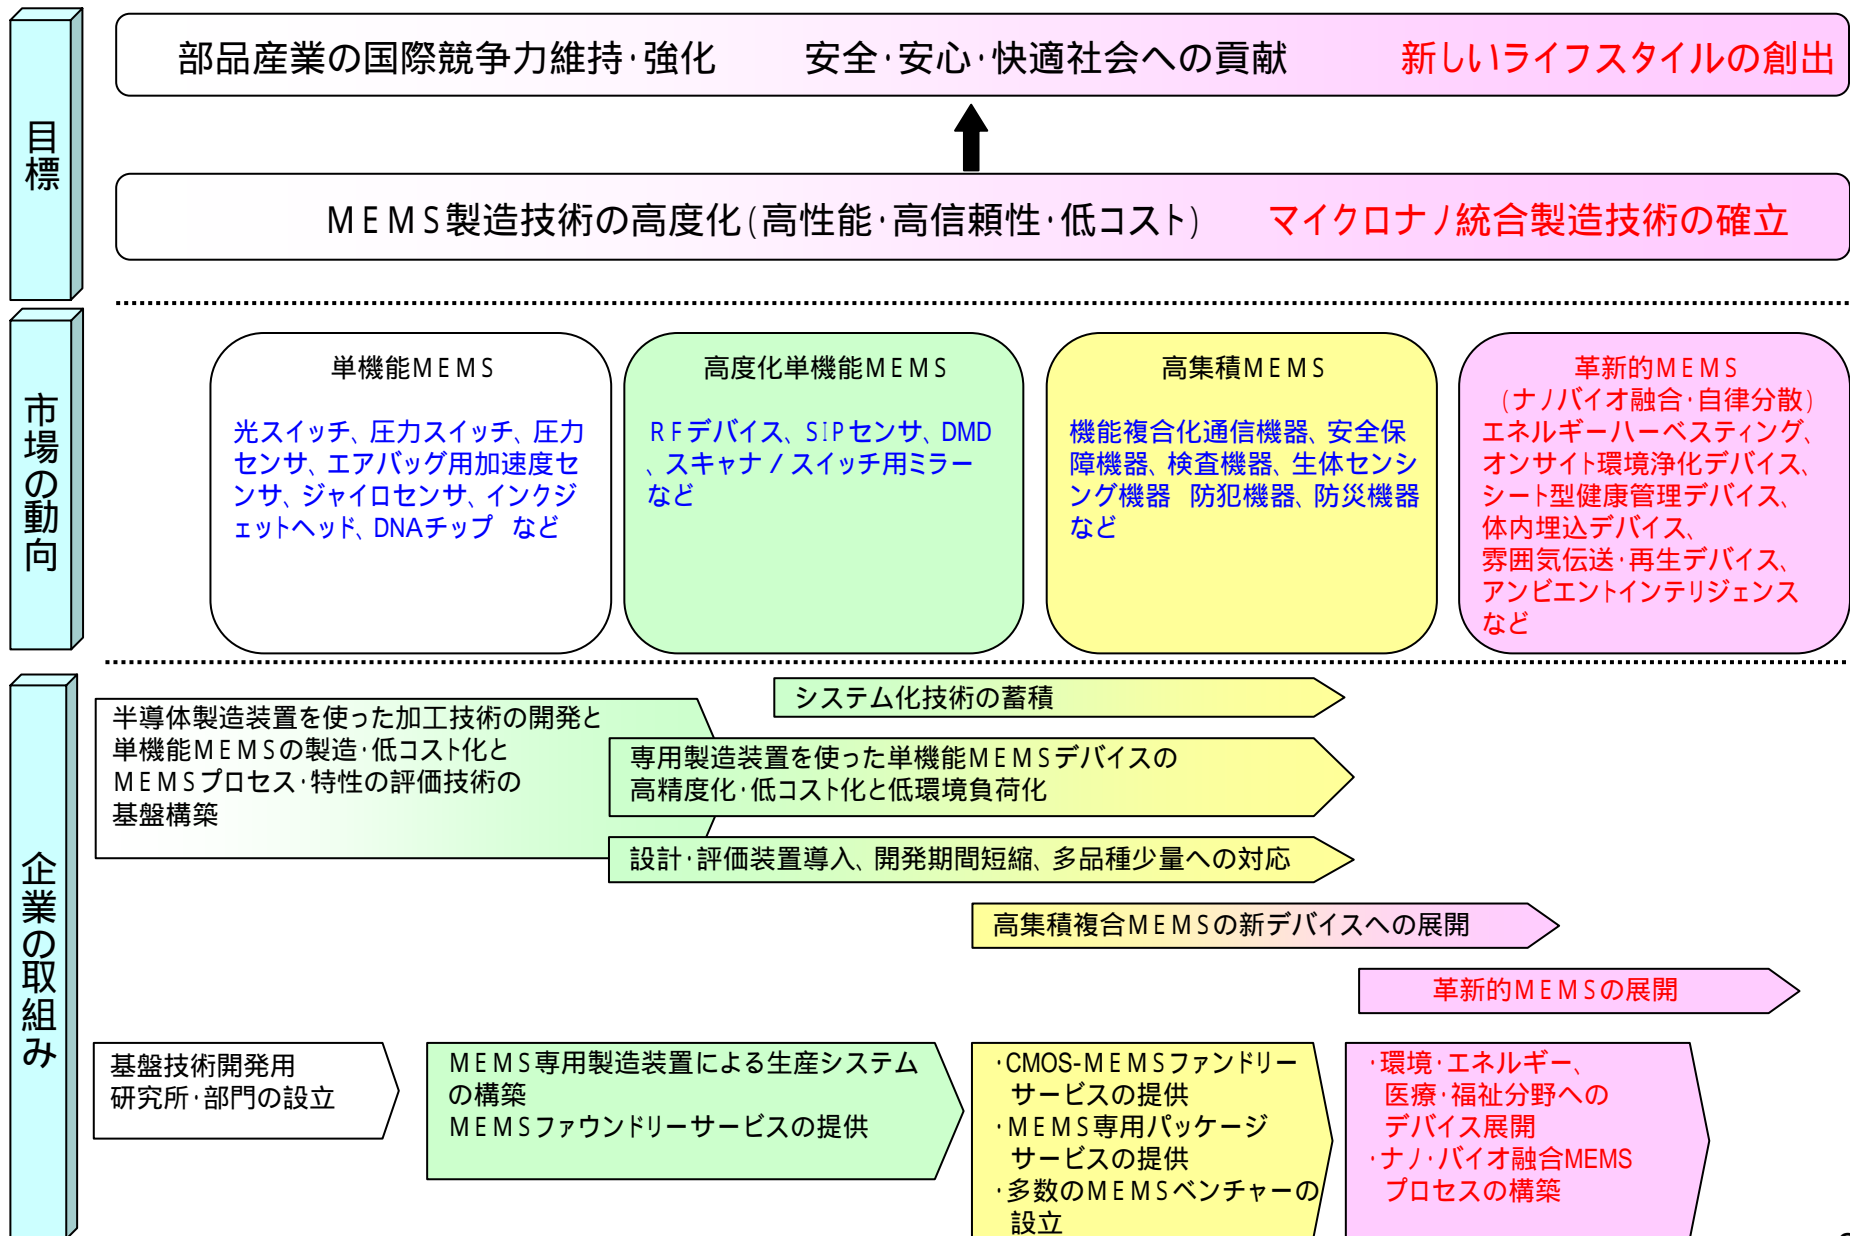 目標
部品産業の国際競争力維持・強化　安全・安心・快適社会への貢献　新しいライフスタイルの創出
MEMS製造技術の高度化(高性能・高信頼性・低コスト)　マイクロナノ統合製造技術の確立
市場の動向
単機能MEMS
光スイッチ、圧力スイッチ、圧力
センサ、エアバッグ用加速度セ
ンサ、ジャイロセンサ、インクジ
ェットヘッド、DNAチップ　など
高度化単機能MEMS
RFデバイス、SIPセンサ、DMD
、スキャナ／スイッチ用ミラー
など
高集積MEMS
機能複合化通信機器、安全保
障機器、検査機器、生体センシ
ング機器　防犯機器、防災機器
など
革新的MEMS
(ナノバイオ融合・自律分散)
エネルギーハーベスティング、
オンサイト環境浄化デバイス、
シート型健康管理デバイス、
体内埋込デバイス、
雰囲気伝送・再生デバイス、
アンビエントインテリジェンス
など
企業の取組み
システム化技術の蓄積
半導体製造装置を使った加工技術の開発と
単機能MEMSの製造・低コスト化と
MEMSプロセス・特性の評価技術の
基盤構築
専用製造装置を使った単機能MEMSデバイスの
高精度化・低コスト化と低環境負荷化
設計・評価装置導入、開発期間短縮、多品種少量への対応
高集積複合MEMSの新デバイスへの展開
革新的MEMSの展開
基盤技術開発用
研究所・部門の設立
MEMS専用製造装置による生産システム
の構築
MEMSファウンドリーサービスの提供
・CMOS-MEMSファンドリー
サービスの提供
・MEMS専用パッケージ
サービスの提供
・多数のMEMSベンチャーの
設立
・環境・エネルギー、
医療・福祉分野への
デバイス展開
・ナノ・バイオ融合MEMS
プロセスの構築